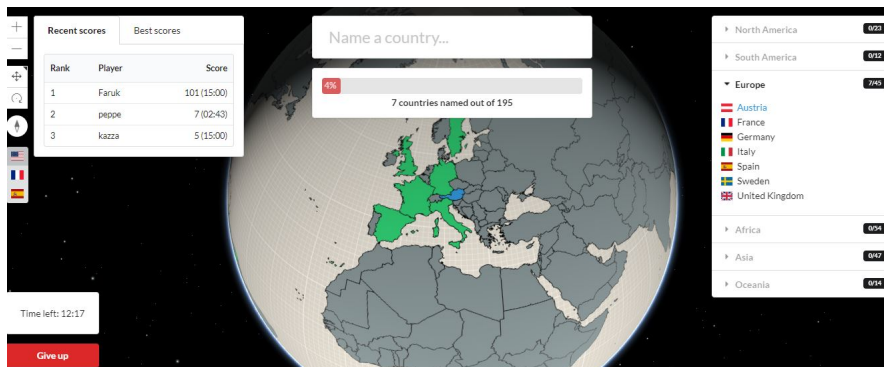 Recent scores
Best scores
Rank Player Score
1 Faruk 101 (15:00)
2 peppe 7 (02:43)
3 kazza 5 (15:00)
Name a country...
4%
7 countries named out of 195
North America 0/23
South America 0/12
Europe 7/45
Austria
France
Germany
Italy
Spain
Sweden
United Kingdom
Africa 0/54
Asia 0/47
Oceania 0/14
Time left: 12:17
Give up